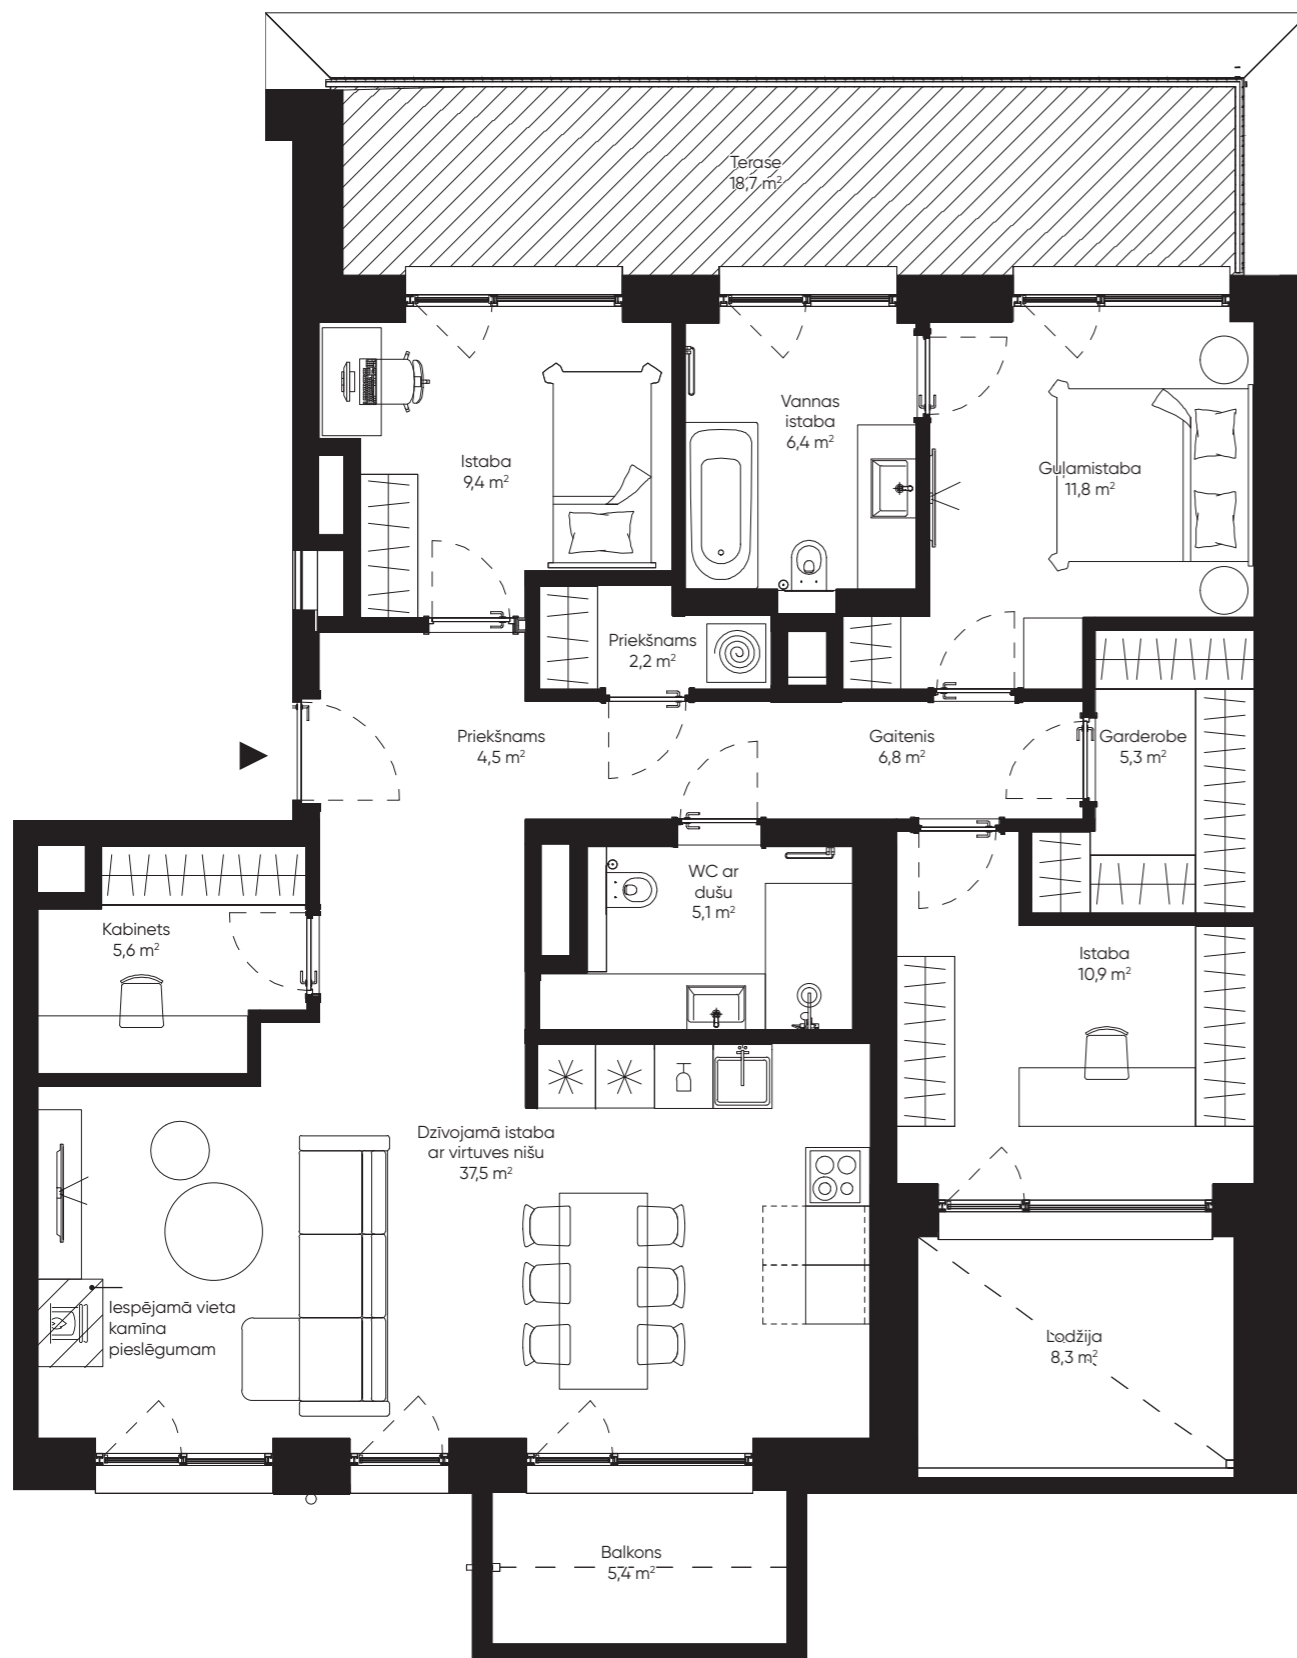 Terase
18,7 m²
Istaba
9,4 m²
Vannas
istaba
6,4 m²
Guļamistaba
11,8 m²
Priekšnams
2,2 m²
Priekšnams
4,5 m²
Gaitenis
6,8 m²
Garderobe
5,3 m²
WC ar
dušu
5,1 m²
Kabinets
5,6 m²
Istaba
10,9 m²
Dzīvojamā istaba
ar virtuves nišu
37,5 m²
Iespējamā vieta
kamīna
pieslēgumam
Lodžija
8,3 m²
Balkons
5,4 m²